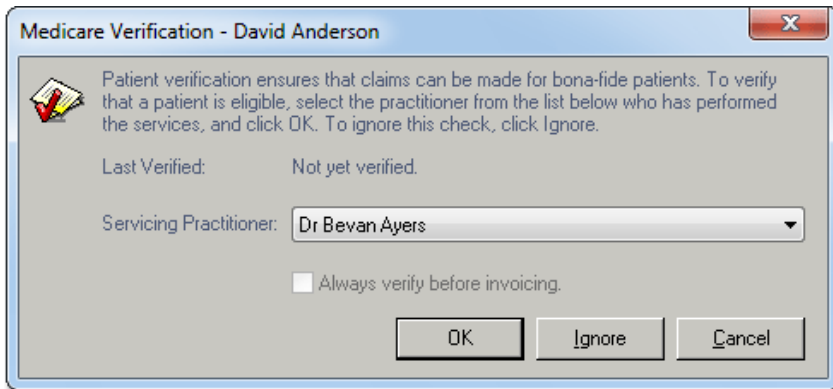 Medicare Verification - David Anderson
Patient verification ensures that claims can be made for bona-fide patients. To verify
that a patient is eligible, select the practitioner from the list below who has performed
the services, and click OK. To ignore this check, click Ignore.
Last Verified: Not yet verified.
Servicing Practitioner: Dr Bevan Ayers
Always verify before invoicing.
OK Ignore Cancel